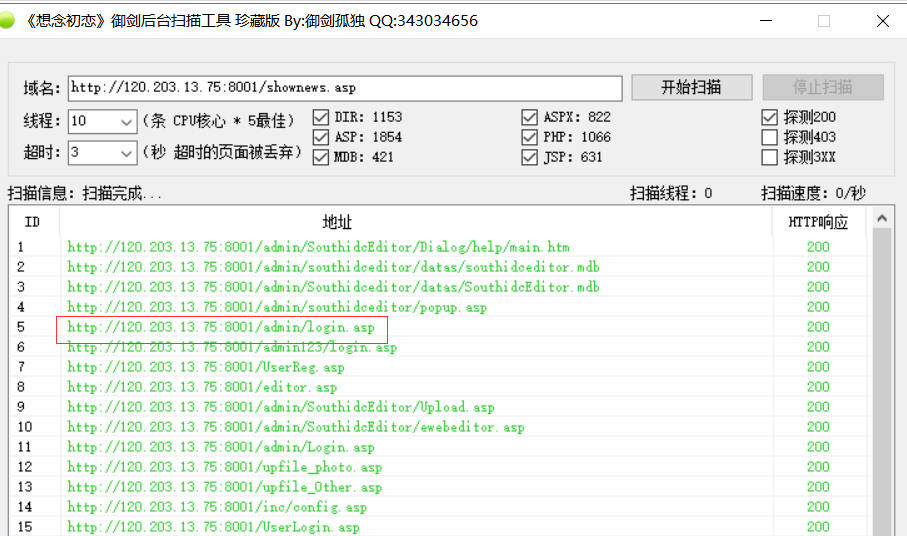 《想念初恋》御剑后台扫描工具 珍藏版 By:御剑孤独 QQ:343034656
域名: http://120.203.13.75:8001/shownews.asp 开始扫描 停止扫描
线程: 10 (条 CPU核心 * 5最佳) DIR: 1153 ASPX: 822 探测200
ASP: 1854 PHP: 1066 探测403
超时: 3 (秒 超时的页面被丢弃) MDB: 421 JSP: 631 探测3XX
扫描信息: 扫描完成... 扫描线程: 0 扫描速度: 0/秒
ID 地址 HTTP响应
1 http://120.203.13.75:8001/admin/SouthidcEditor/Dialog/help/main.htm 200
2 http://120.203.13.75:8001/admin/southidceditor/datas/southidceditor.mdb 200
3 http://120.203.13.75:8001/admin/southidceditor/datas/SouthidcEditor.mdb 200
4 http://120.203.13.75:8001/admin/southidceditor/popup.asp 200
5 http://120.203.13.75:8001/admin/login.asp 200
6 http://120.203.13.75:8001/admin123/login.asp 200
7 http://120.203.13.75:8001/UserReg.asp 200
8 http://120.203.13.75:8001/editor.asp 200
9 http://120.203.13.75:8001/admin/SouthidcEditor/Upload.asp 200
10 http://120.203.13.75:8001/admin/SouthidcEditor/ewebeditor.asp 200
11 http://120.203.13.75:8001/admin/Login.asp 200
12 http://120.203.13.75:8001/upfile_photo.asp 200
13 http://120.203.13.75:8001/upfile_Other.asp 200
14 http://120.203.13.75:8001/inc/config.asp 200
15 http://120.203.13.75:8001/UserLogin.asp 200